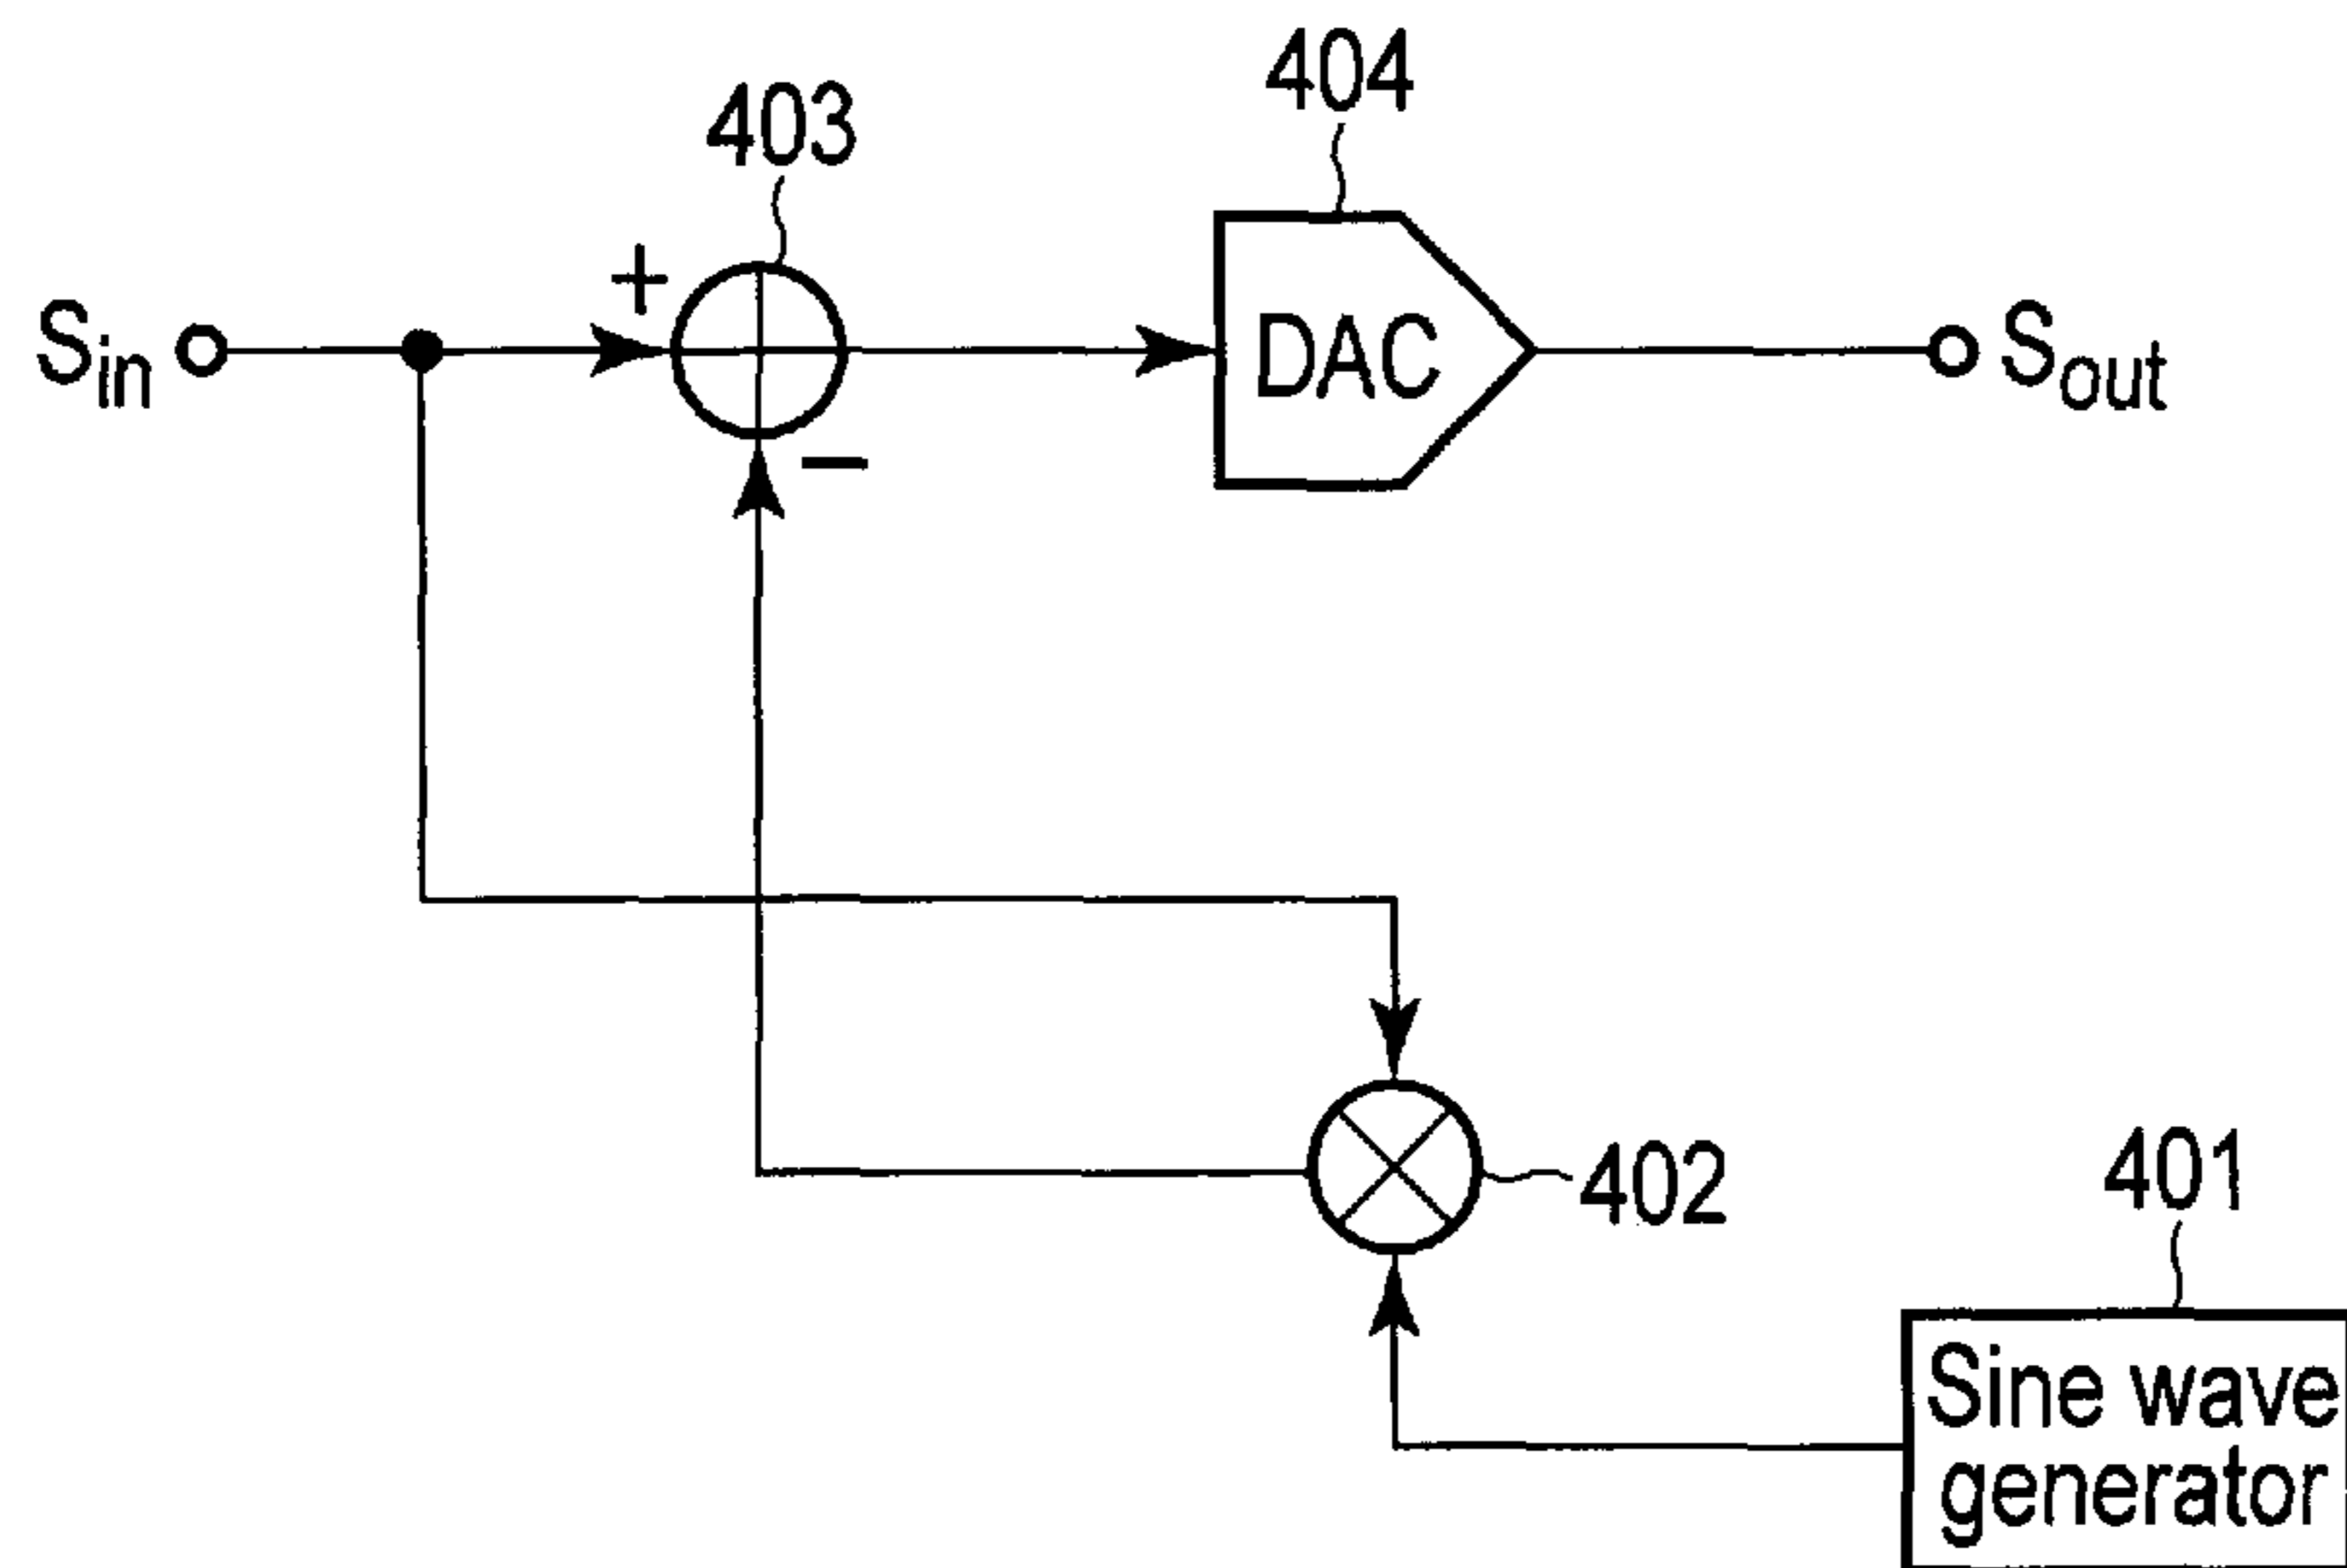 404
403
+
S_in
DAC
S_out
−
402
401
Sine wave
generator